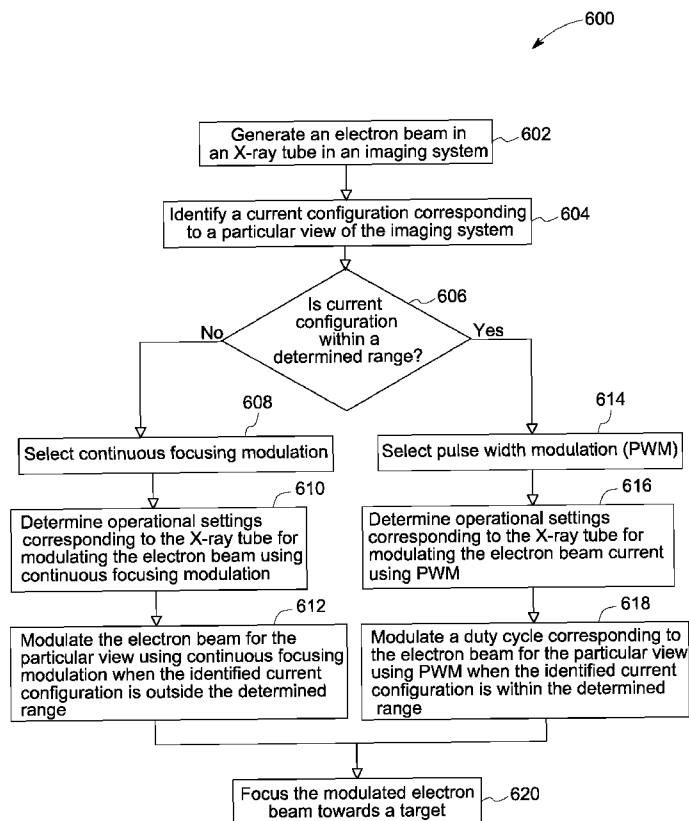 600
Generate an electron beam in
an X-ray tube in an imaging system
602
Identify a current configuration corresponding
to a particular view of the imaging system
604
606
Is current
configuration
within a
determined range?
No
Yes
608
Select continuous focusing modulation
614
Select pulse width modulation (PWM)
610
Determine operational settings
corresponding to the X-ray tube for
modulating the electron beam using
continuous focusing modulation
616
Determine operational settings
corresponding to the X-ray tube for
modulating the electron beam current
using PWM
612
Modulate the electron beam for the
particular view using continuous focusing
modulation when the identified current
configuration is outside the determined
range
618
Modulate a duty cycle corresponding to
the electron beam for the particular view
using PWM when the identified current
configuration is within the determined
range
Focus the modulated electron
beam towards a target
620